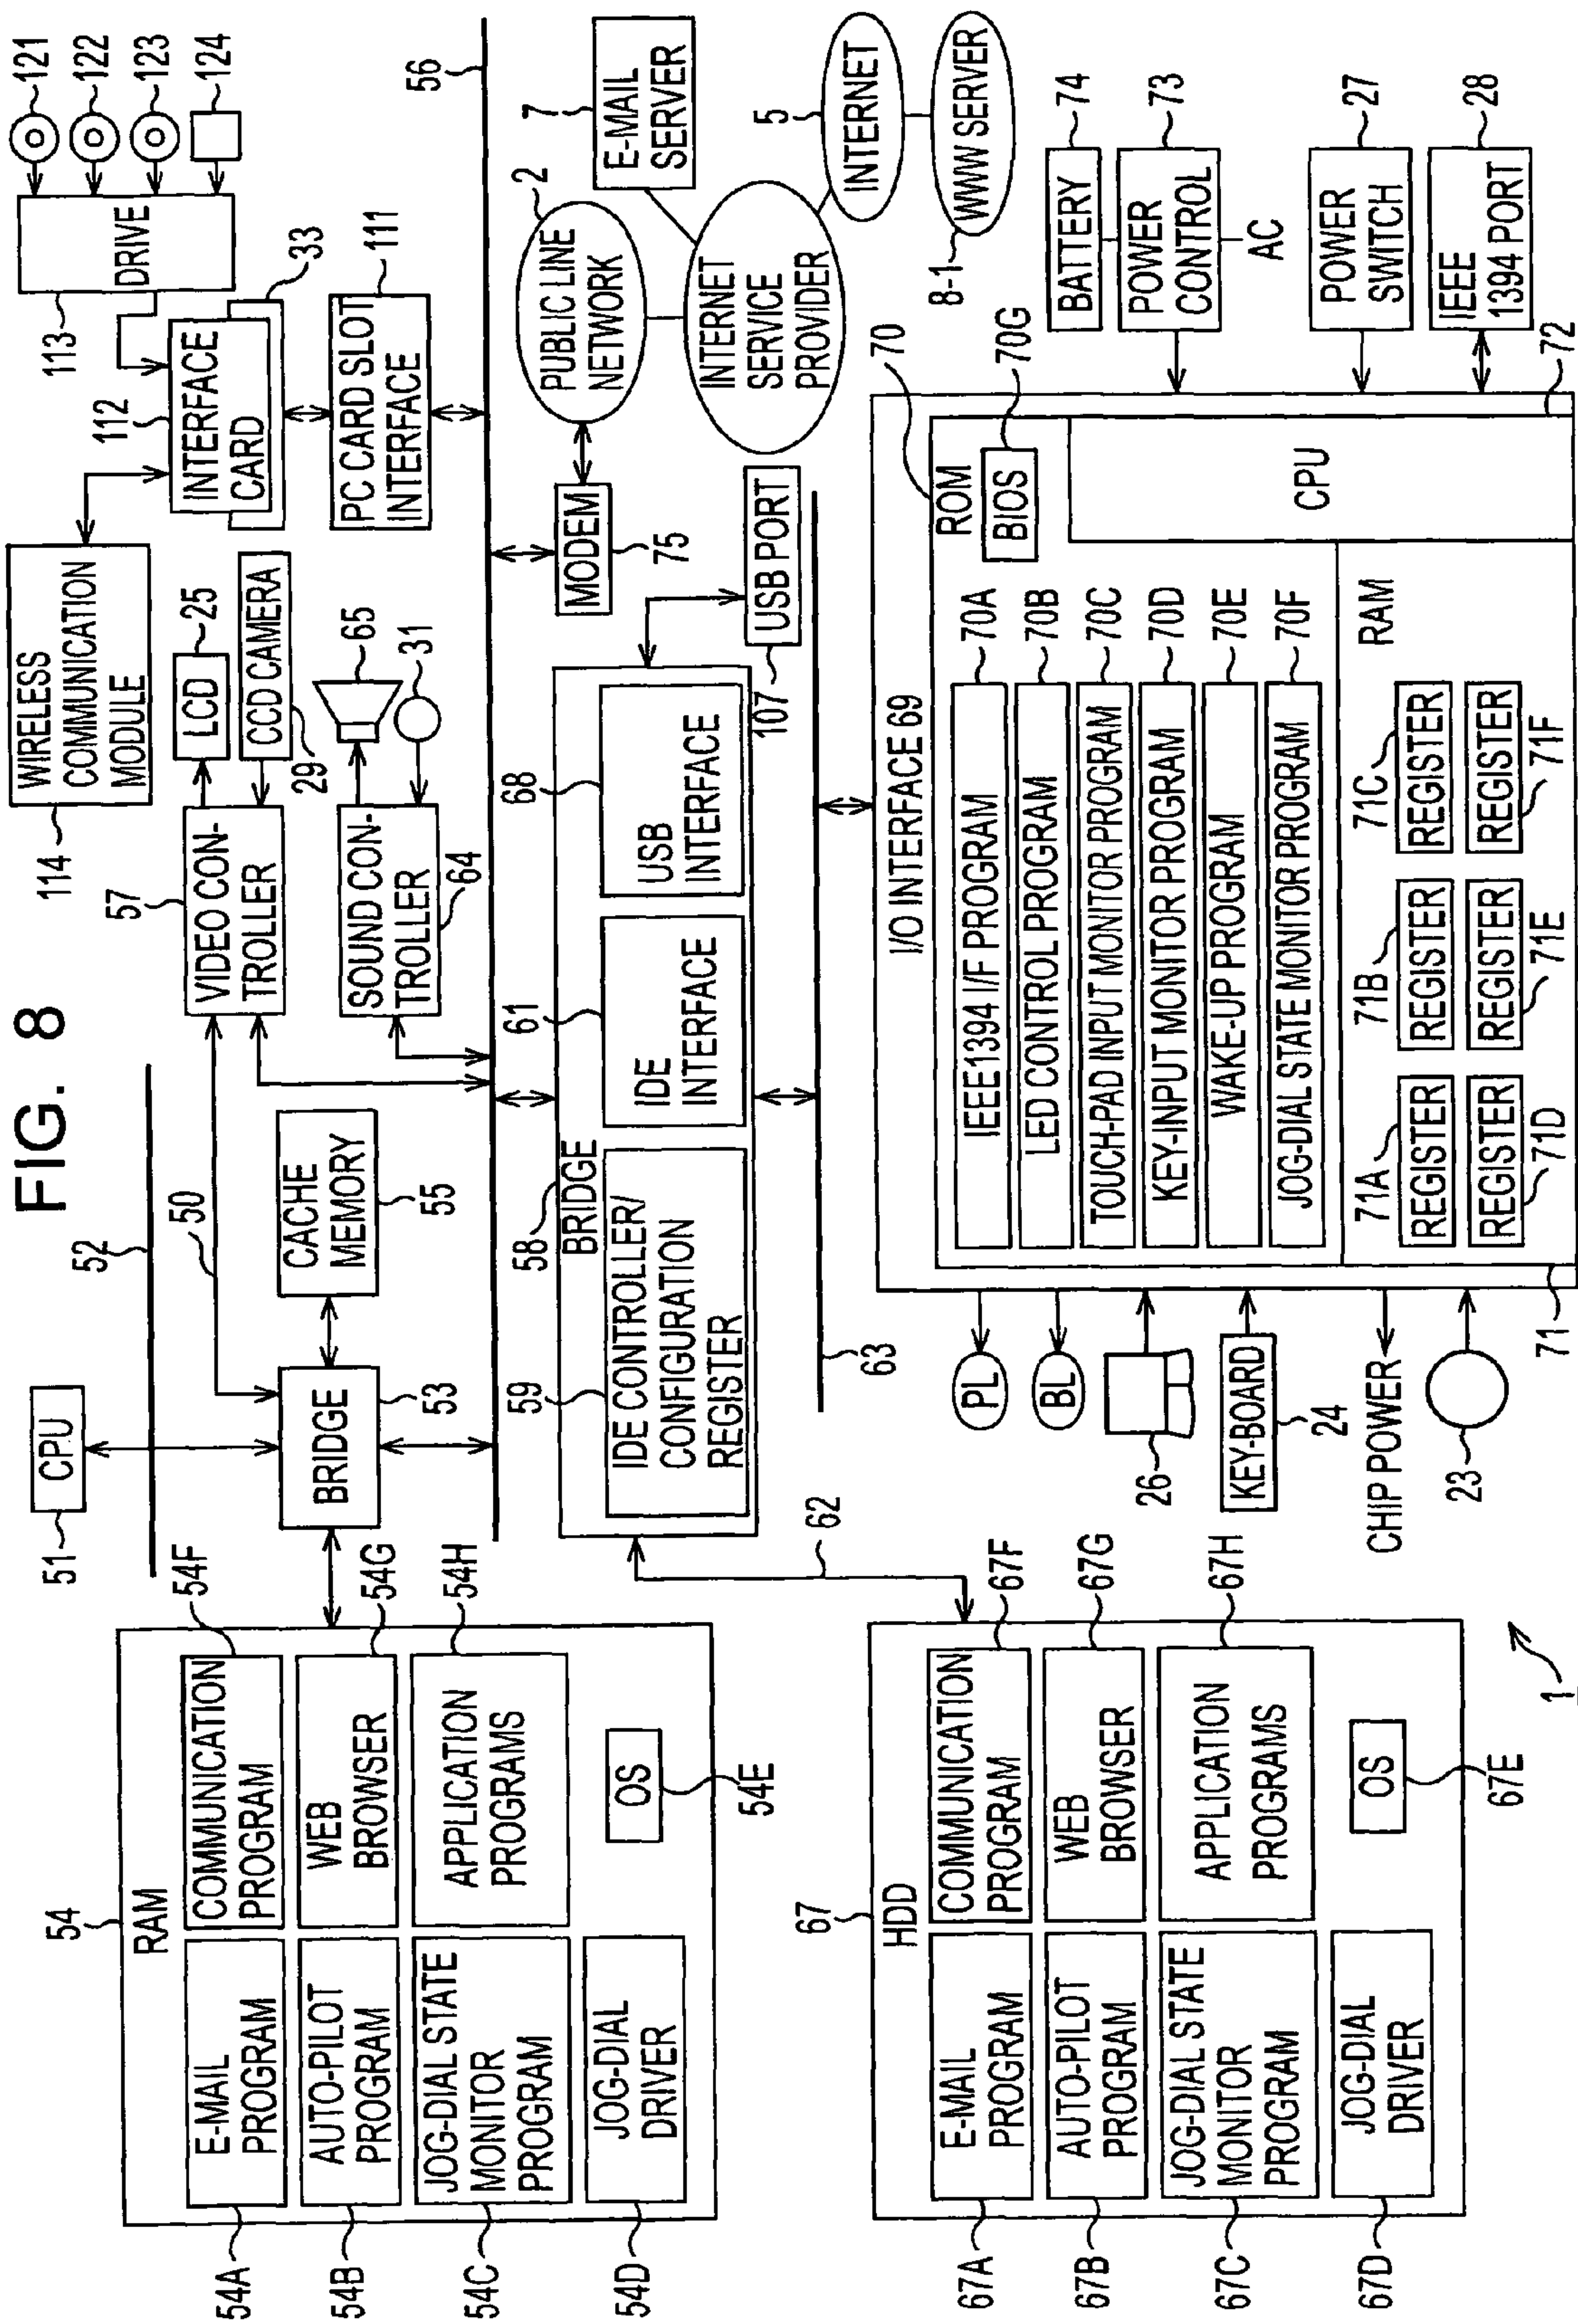 FIG. 8
51
CPU
52
50
BRIDGE
53
CACHE
MEMORY
55
54
RAM
54A
E-MAIL
PROGRAM
54F
COMMUNICATION
PROGRAM
54B
AUTO-PILOT
PROGRAM
54G
WEB
BROWSER
54C
JOG-DIAL STATE
MONITOR
PROGRAM
54H
APPLICATION
PROGRAMS
54D
JOG-DIAL
DRIVER
OS
54E
57
VIDEO CON-
TROLLER
LCD
25
CCD CAMERA
29
SOUND CON-
TROLLER
64
65
31
114
WIRELESS
COMMUNICATION
MODULE
112
INTERFACE
CARD
33
113
DRIVE
121
122
123
124
PC CARD SLOT
INTERFACE
111
56
58
BRIDGE
59
IDE CONTROLLER/
CONFIGURATION
REGISTER
61
IDE
INTERFACE
68
USB
INTERFACE
107
USB PORT
MODEM
75
2
PUBLIC LINE
NETWORK
7
E-MAIL
SERVER
INTERNET
SERVICE
PROVIDER
5
INTERNET
8-1
WWW SERVER
62
63
67
HDD
67A
E-MAIL
PROGRAM
67F
COMMUNICATION
PROGRAM
67B
AUTO-PILOT
PROGRAM
67G
WEB
BROWSER
67C
JOG-DIAL STATE
MONITOR
PROGRAM
67H
APPLICATION
PROGRAMS
67D
JOG-DIAL
DRIVER
OS
67E
PL
BL
26
KEY-BOARD
24
CHIP POWER
23
I/O INTERFACE 69
70
ROM
BIOS
70G
IEEE1394 I/F PROGRAM
70A
LED CONTROL PROGRAM
70B
TOUCH-PAD INPUT MONITOR PROGRAM
70C
KEY-INPUT MONITOR PROGRAM
70D
WAKE-UP PROGRAM
70E
JOG-DIAL STATE MONITOR PROGRAM
70F
CPU
72
RAM
71
71A
REGISTER
71B
REGISTER
71C
REGISTER
REGISTER
71D
REGISTER
71E
REGISTER
71F
BATTERY
74
POWER
CONTROL
73
AC
POWER
SWITCH
27
IEEE
1394 PORT
28
1